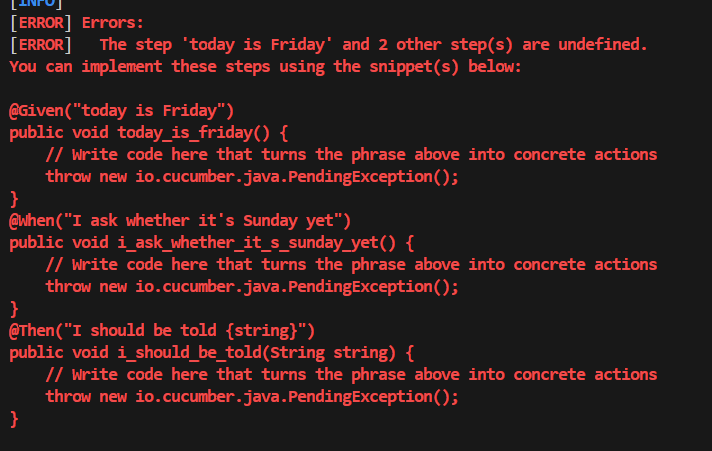 [INFO]
[ERROR] Errors:
[ERROR]   The step 'today is Friday' and 2 other step(s) are undefined.
You can implement these steps using the snippet(s) below:

@Given("today is Friday")
public void today_is_friday() {
    // Write code here that turns the phrase above into concrete actions
    throw new io.cucumber.java.PendingException();
}
@When("I ask whether it's Sunday yet")
public void i_ask_whether_it_s_sunday_yet() {
    // Write code here that turns the phrase above into concrete actions
    throw new io.cucumber.java.PendingException();
}
@Then("I should be told {string}")
public void i_should_be_told(String string) {
    // Write code here that turns the phrase above into concrete actions
    throw new io.cucumber.java.PendingException();
}